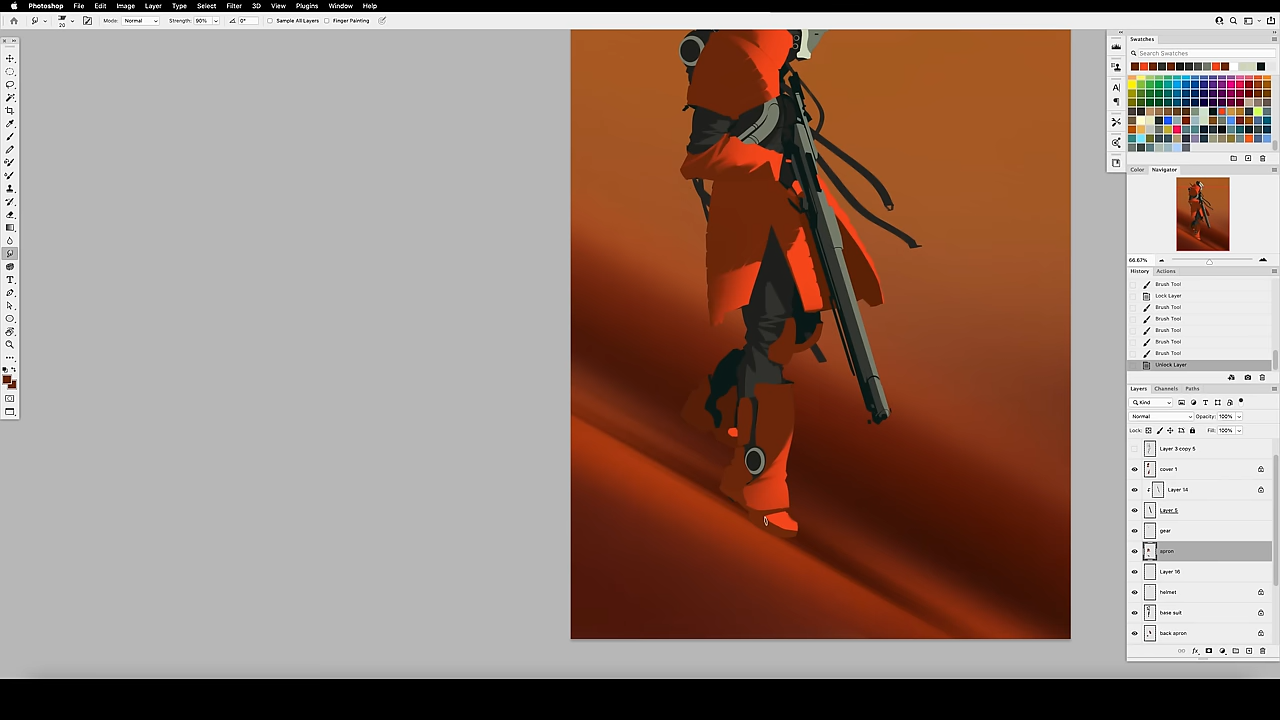 Photoshop File Edit Image Layer Type Select Filter 3D View Plugins Window Help
20 Mode: Normal Strength: 90% 0° Sample All Layers Finger Painting
Swatches
Search Swatches
Color Navigator
66.67%
History Actions
Brush Tool
Lock Layer
Brush Tool
Brush Tool
Brush Tool
Brush Tool
Brush Tool
Unlock Layer
Layers Channels Paths
Kind
Normal Opacity: 100%
Lock: Fill: 100%
Layer 3 copy 5
cover 1
Layer 14
Layer 5
gear
apron
Layer 16
helmet
base suit
back apron